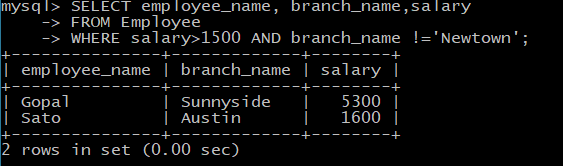 mysql> SELECT employee_name, branch_name,salary
    -> FROM Employee
    -> WHERE salary>1500 AND branch_name !='Newtown';
+---------------+-------------+--------+
| employee_name | branch_name | salary |
+---------------+-------------+--------+
| Gopal         | Sunnyside   |   5300 |
| Sato          | Austin      |   1600 |
+---------------+-------------+--------+
2 rows in set (0.00 sec)